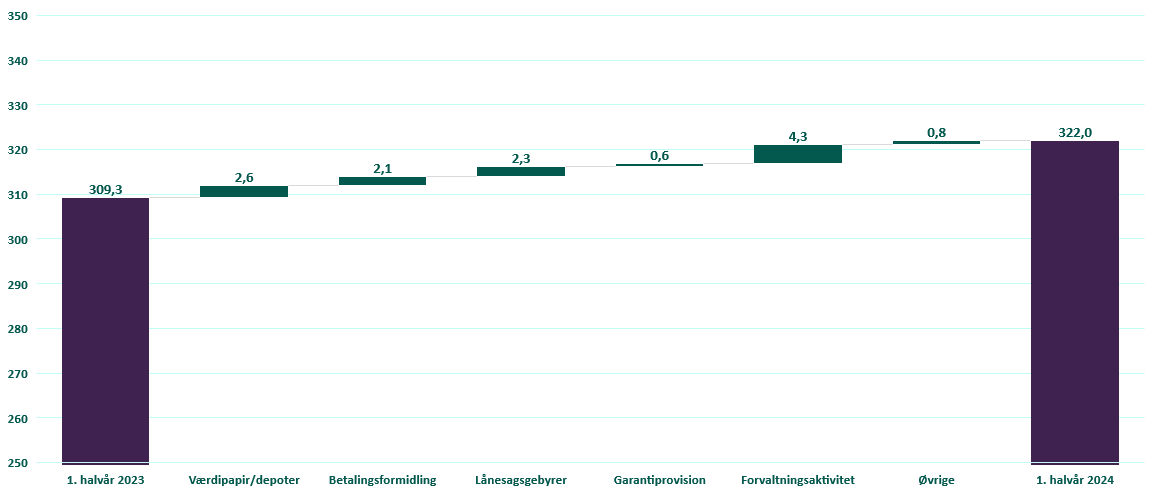 350
340
330
320
310
300
290
280
270
260
250
309,3
2,6
2,1
2,3
0,6
4,3
0,8
322,0
1. halvår 2023
Værdipapir/depoter
Betalingsformidling
Lånesagsgebyrer
Garantiprovision
Forvaltningsaktivitet
Øvrige
1. halvår 2024